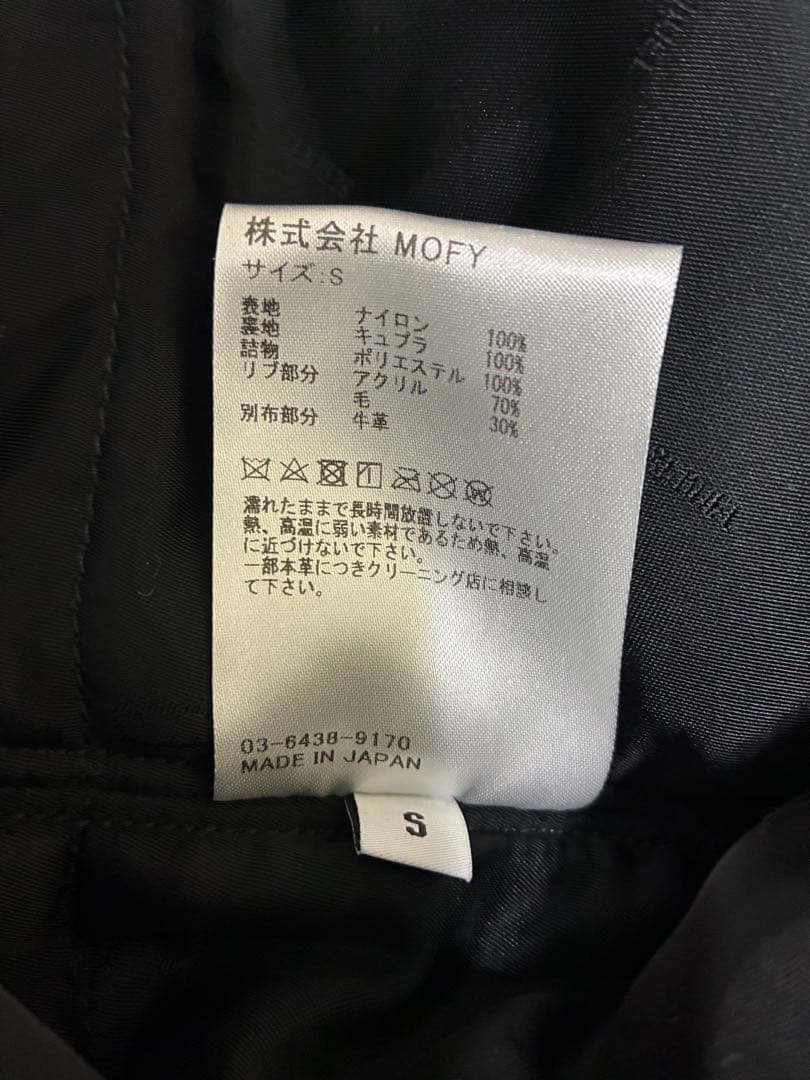 株式会社 MOFY
サイズ:S
表地 ナイロン 100%
裏地 キュプラ 100%
詰物 ポリエステル 100%
リブ部分 アクリル 70%
毛 30%
別布部分 牛革
濡れたままで長時間放置しないで下さい。
熱、高温に弱い素材であるため熱、高温
に近づけないで下さい。
一部本革につきクリーニング店に相談し
て下さい。
03-6438-9170
MADE IN JAPAN
S